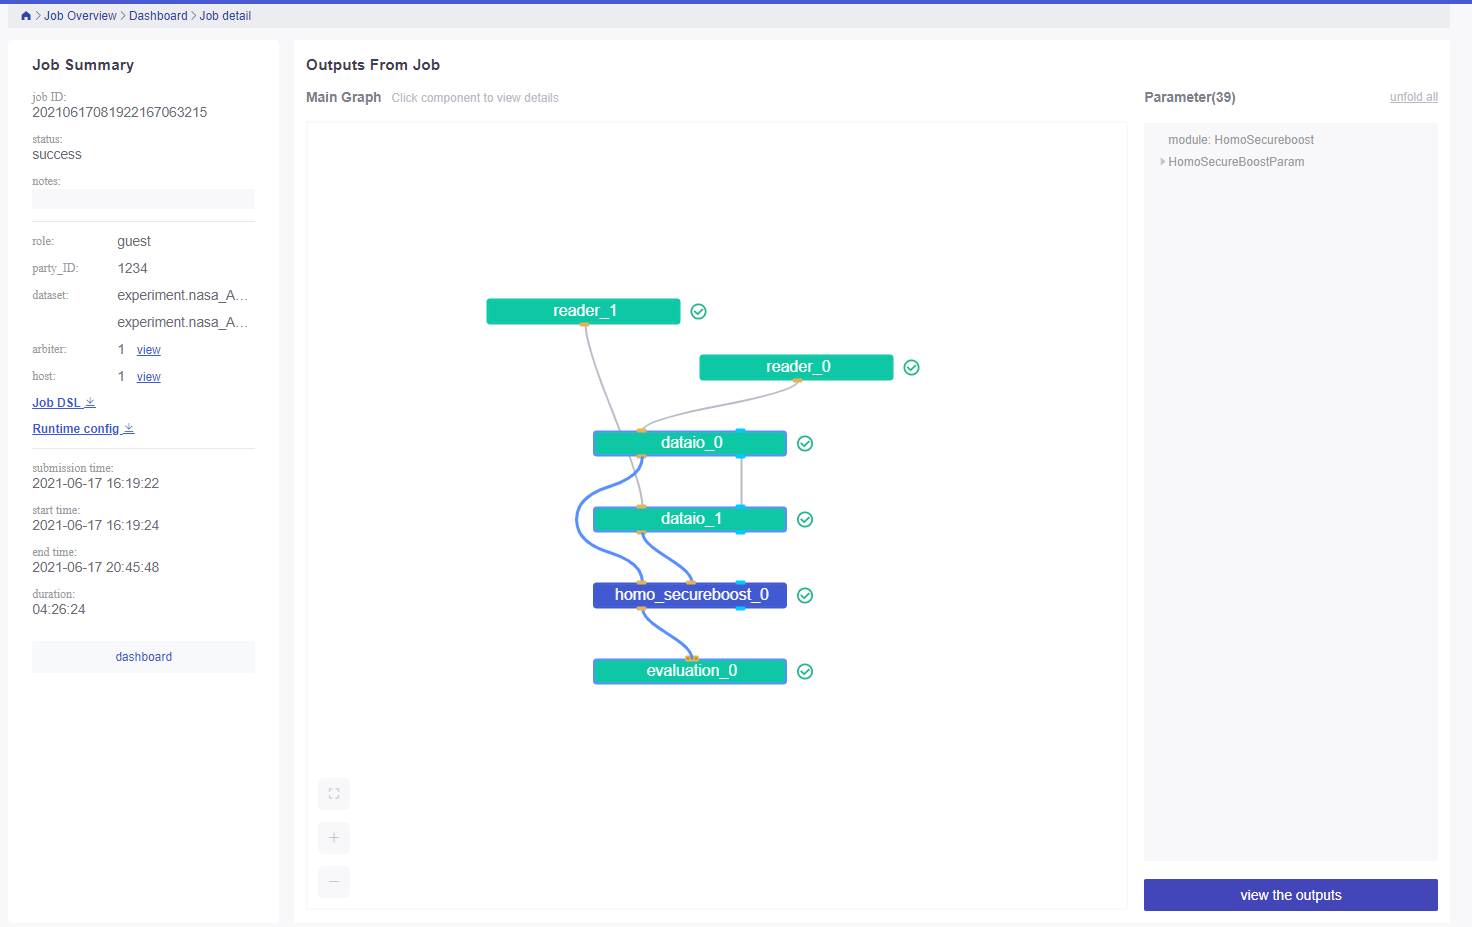 Job Overview > Dashboard > Job detail
Job Summary
job ID:
20210617081922167063215
status:
success
notes:
role: guest
party_ID: 1234
dataset: experiment.nasa_A...
experiment.nasa_A...
arbiter: 1 view
host: 1 view
Job DSL
Runtime config
submission time:
2021-06-17 16:19:22
start time:
2021-06-17 16:19:24
end time:
2021-06-17 20:45:48
duration:
04:26:24
dashboard
Outputs From Job
Main Graph Click component to view details
reader_1
reader_0
dataio_0
dataio_1
homo_secureboost_0
evaluation_0
Parameter(39) unfold all
module: HomoSecureboost
HomoSecureBoostParam
view the outputs